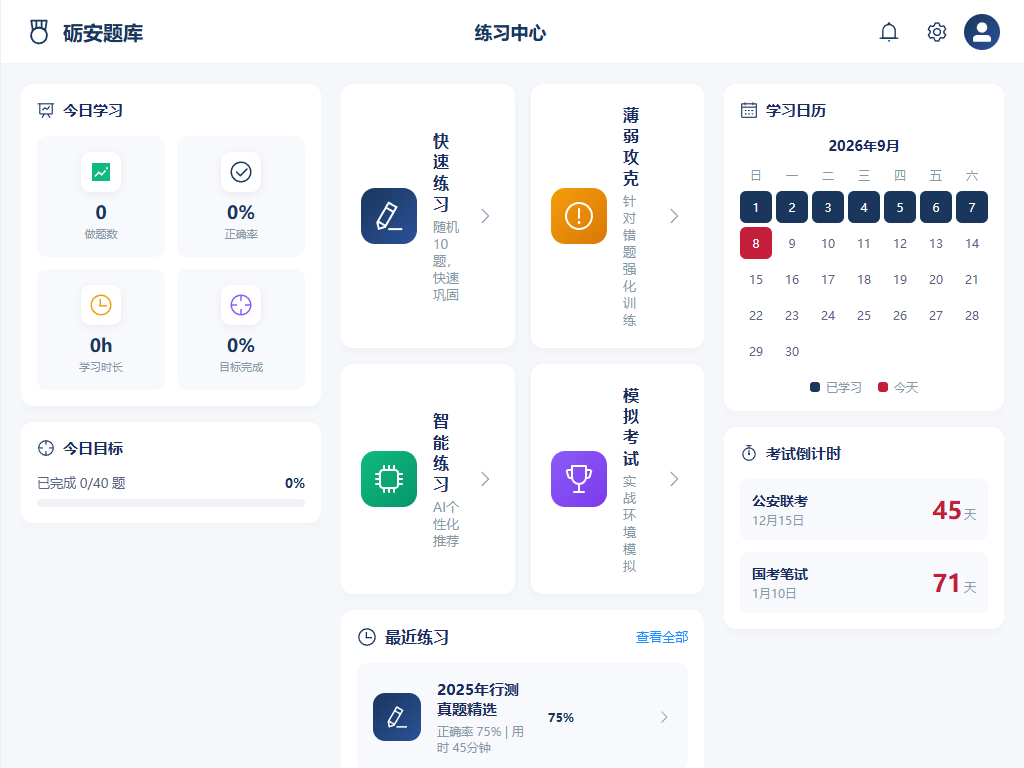 砺安题库
练习中心
今日学习
0
做题数
0%
正确率
0h
学习时长
0%
目标完成
今日目标
已完成 0/40 题
0%
快
速
练
习
随机
10
题，
快速
巩固
薄
弱
攻
克
针
对
错
题
强
化
训
练
智
能
练
习
AI个
性化
推荐
模
拟
考
试
实
战
环
境
模
拟
最近练习
查看全部
2025年行测
真题精选
正确率 75% | 用
时 45分钟
75%
学习日历
2026年9月
日 一 二 三 四 五 六
1 2 3 4 5 6 7
8 9 10 11 12 13 14
15 16 17 18 19 20 21
22 23 24 25 26 27 28
29 30
已学习 今天
考试倒计时
公安联考
12月15日
45天
国考笔试
1月10日
71天